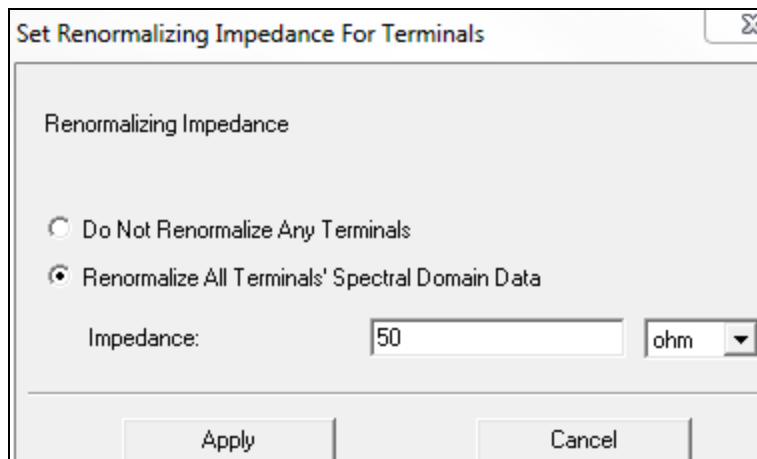 Set Renormalizing Impedance For Terminals
Renormalizing Impedance
Do Not Renormalize Any Terminals
Renormalize All Terminals' Spectral Domain Data
Impedance: 50 ohm
Apply Cancel